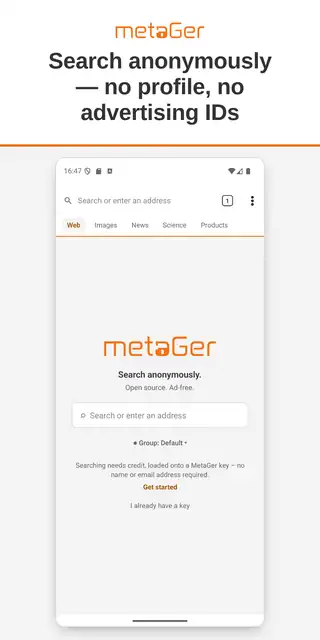 metaGer
Search anonymously
— no profile, no
advertising IDs
16:47
Search or enter an address
1
Web Images News Science Products
metaGer
Search anonymously.
Open source. Ad-free.
Search or enter an address
Group: Default
Searching needs credit, loaded onto a MetaGer key – no
name or email address required.
Get started
I already have a key